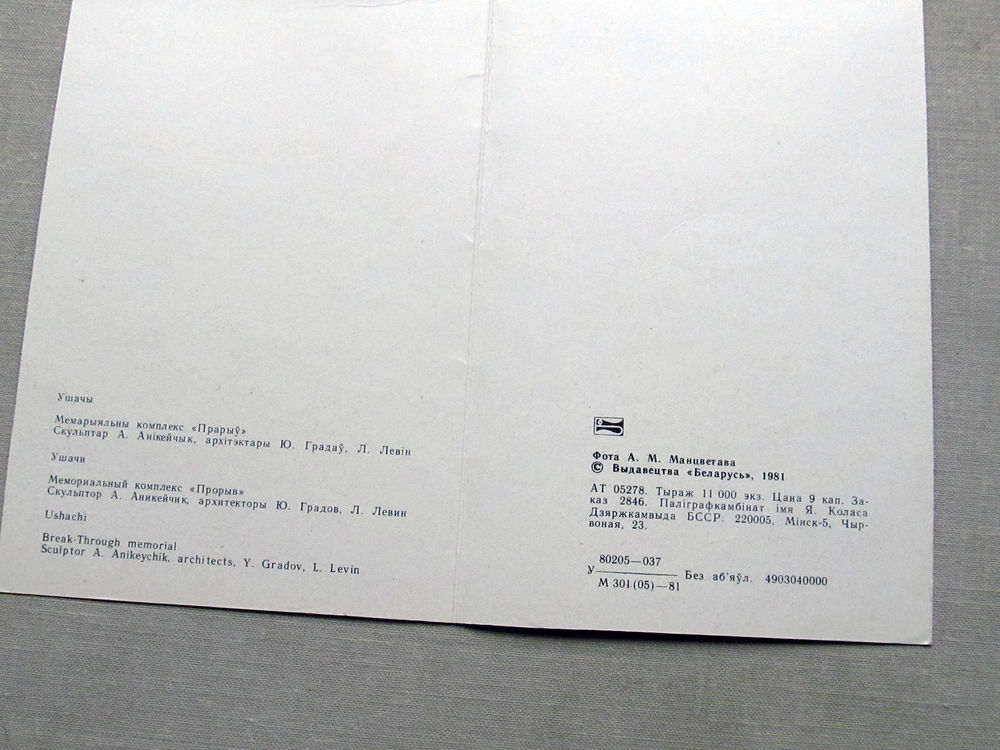 Ушачы
Мемарыяльны комплекс «Прарыў»
Скульптар А. Анікейчык, архітэктары Ю. Градаў, Л. Левін
Ушачи
Мемориальный комплекс «Прорыв»
Скульптор А. Аникейчик, архитекторы Ю. Градов, Л. Левин
Ushachi
Break-Through memorial
Sculptor A. Anikeychik, architects, Y. Gradov, L. Levin
Фота А. М. Манцветава
© Выдавецтва «Беларусь», 1981
АТ 05278. Тыраж 11 000 экз. Цана 9 кап. За-
каз 2846. Паліграфкамбінат імя Я. Коласа
Дзяржкамвыда БССР. 220005, Мінск-5, Чыр-
воная, 23.
80205—037
У Без аб'яўл. 4903040000
М 301(05)—81